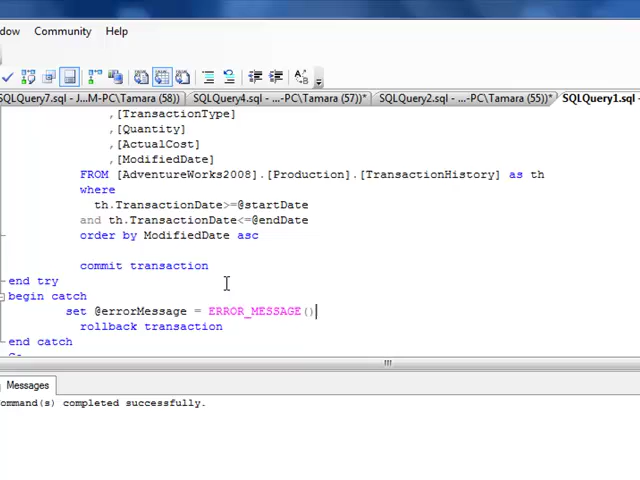 dow Community Help
SQLQuery7.sql - J...M-PC\Tamara (58)) SQLQuery4.sql - ...-PC\Tamara (57))* SQLQuery2.sql - ...-PC\Tamara (55))* SQLQuery1.sql
,[TransactionType]
,[Quantity]
,[ActualCost]
,[ModifiedDate]
FROM [AdventureWorks2008].[Production].[TransactionHistory] as th
where
th.TransactionDate>=@startDate
and th.TransactionDate<=@endDate
order by ModifiedDate asc
commit transaction
end try
begin catch
set @errorMessage = ERROR_MESSAGE()
rollback transaction
end catch
Messages
ommand(s) completed successfully.